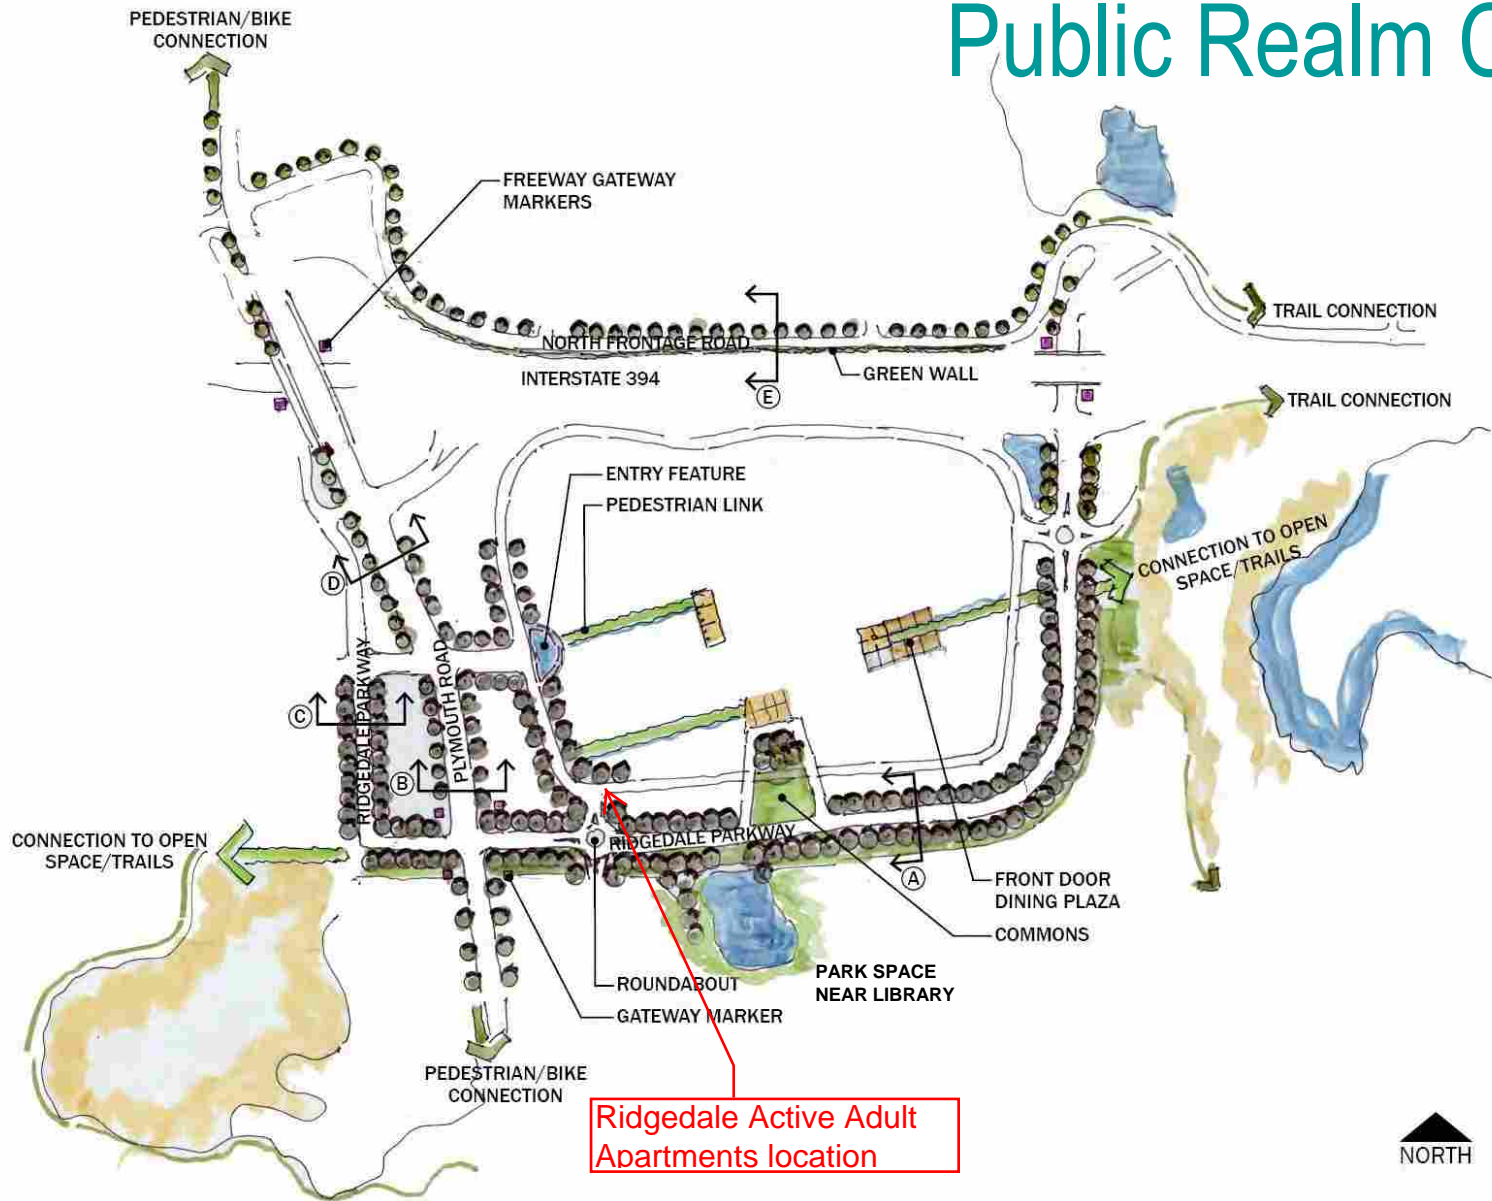 Public Realm C
PEDESTRIAN/BIKE
CONNECTION
FREEWAY GATEWAY
MARKERS
TRAIL CONNECTION
NORTH FRONTAGE ROAD
INTERSTATE 394
GREEN WALL
E
TRAIL CONNECTION
ENTRY FEATURE
PEDESTRIAN LINK
CONNECTION TO OPEN
SPACE/TRAILS
D
RIDGEDALE PARKWAY
PLYMOUTH ROAD
C
B
CONNECTION TO OPEN
SPACE/TRAILS
RIDGEDALE PARKWAY
A
FRONT DOOR
DINING PLAZA
COMMONS
PARK SPACE
NEAR LIBRARY
ROUNDABOUT
GATEWAY MARKER
PEDESTRIAN/BIKE
CONNECTION
Ridgedale Active Adult
Apartments location
NORTH